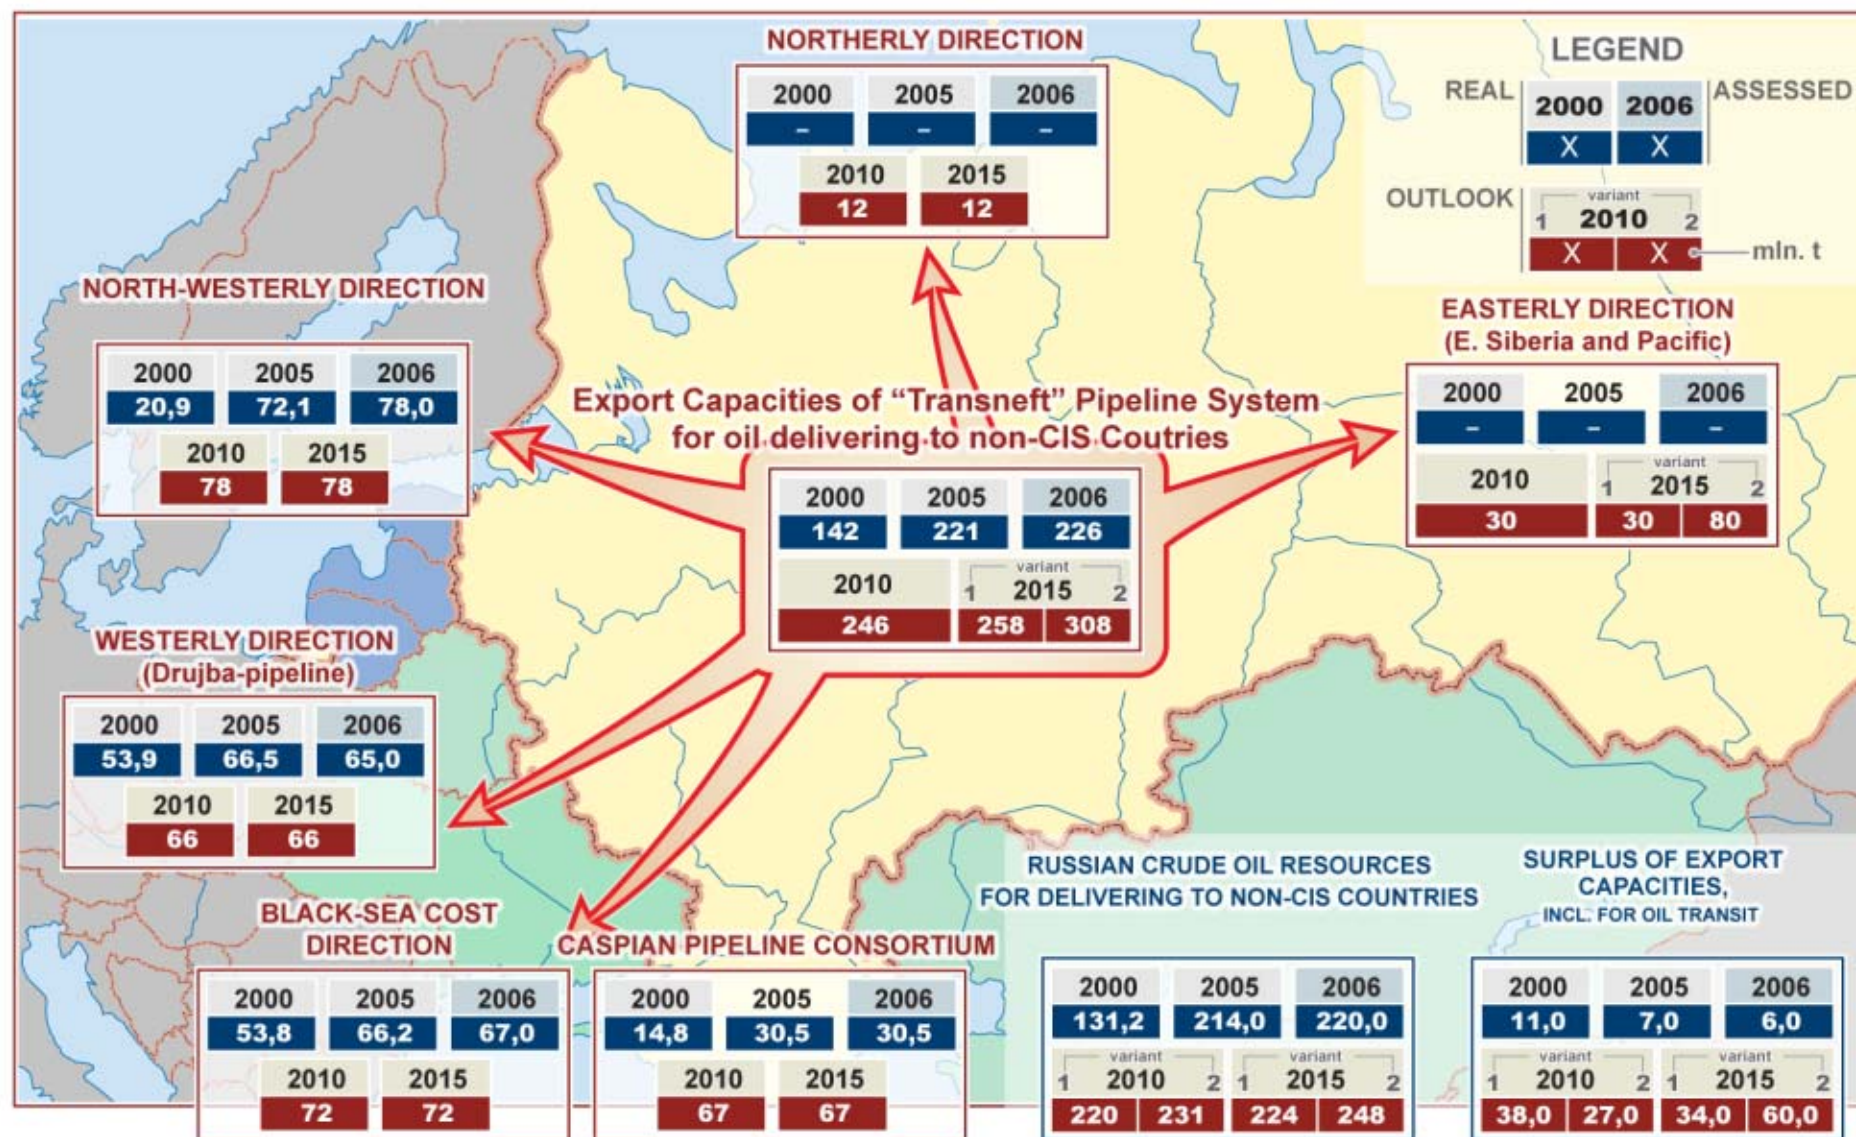 NORTHERLY DIRECTION
2000 2005 2006
– – –
2010 2015
12 12
LEGEND
REAL 2000 2006 ASSESSED
X X
OUTLOOK variant
1 2010 2
X X mln. t
NORTH-WESTERLY DIRECTION
2000 2005 2006
20,9 72,1 78,0
2010 2015
78 78
EASTERLY DIRECTION
(E. Siberia and Pacific)
2000 2005 2006
– – –
variant
2010 1 2015 2
30 30 80
Export Capacities of “Transneft” Pipeline System
for oil delivering to non-CIS Coutries
2000 2005 2006
142 221 226
variant
2010 1 2015 2
246 258 308
WESTERLY DIRECTION
(Drujba-pipeline)
2000 2005 2006
53,9 66,5 65,0
2010 2015
66 66
BLACK-SEA COST
DIRECTION
2000 2005 2006
53,8 66,2 67,0
2010 2015
72 72
CASPIAN PIPELINE CONSORTIUM
2000 2005 2006
14,8 30,5 30,5
2010 2015
67 67
RUSSIAN CRUDE OIL RESOURCES
FOR DELIVERING TO NON-CIS COUNTRIES
2000 2005 2006
131,2 214,0 220,0
variant variant
1 2010 2 1 2015 2
220 231 224 248
SURPLUS OF EXPORT
CAPACITIES,
INCL. FOR OIL TRANSIT
2000 2005 2006
11,0 7,0 6,0
variant variant
1 2010 2 1 2015 2
38,0 27,0 34,0 60,0